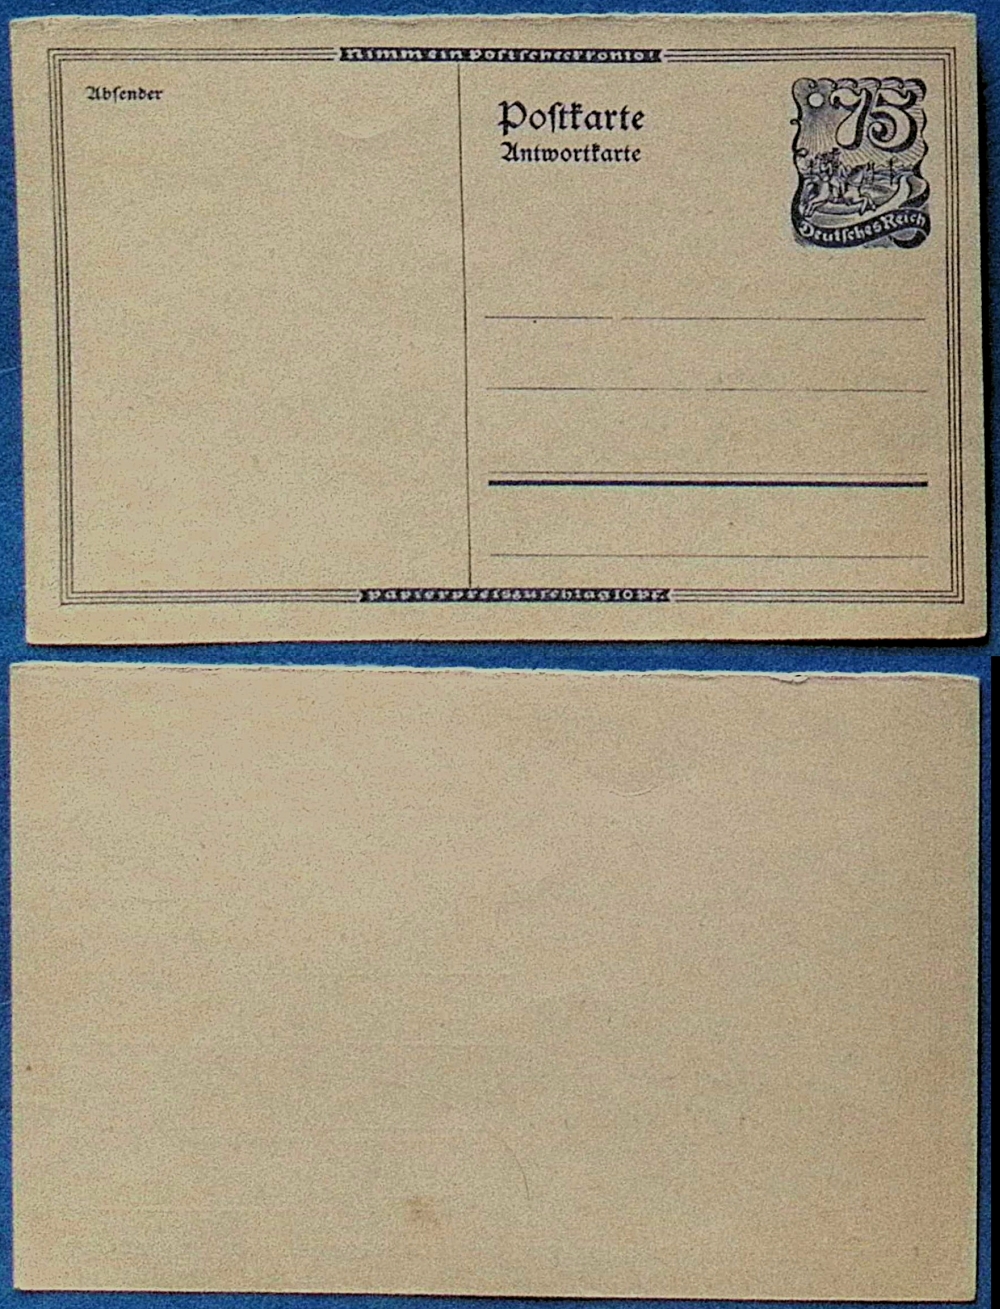 Nimm ein Postscheckkonto!
Absender
Postkarte
Antwortkarte
75
Deutsches Reich
Papierpreiszuschlag 10 Pf.